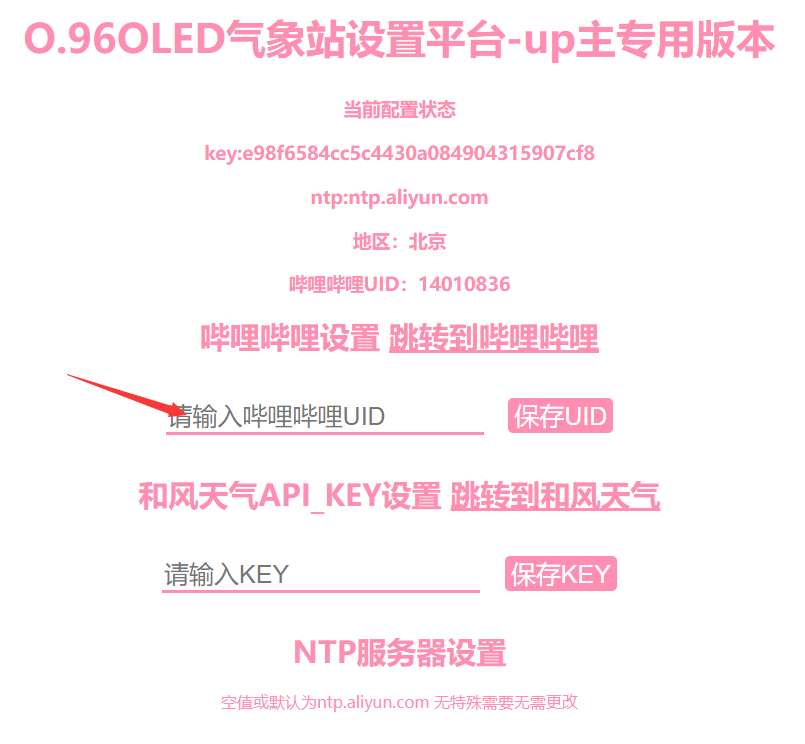 0.96OLED气象站设置平台-up主专用版本
当前配置状态
key:e98f6584cc5c4430a084904315907cf8
ntp:ntp.aliyun.com
地区：北京
哔哩哔哩UID：14010836
哔哩哔哩设置 跳转到哔哩哔哩
请输入哔哩哔哩UID 保存UID
和风天气API_KEY设置 跳转到和风天气
请输入KEY 保存KEY
NTP服务器设置
空值或默认为ntp.aliyun.com 无特殊需要无需更改